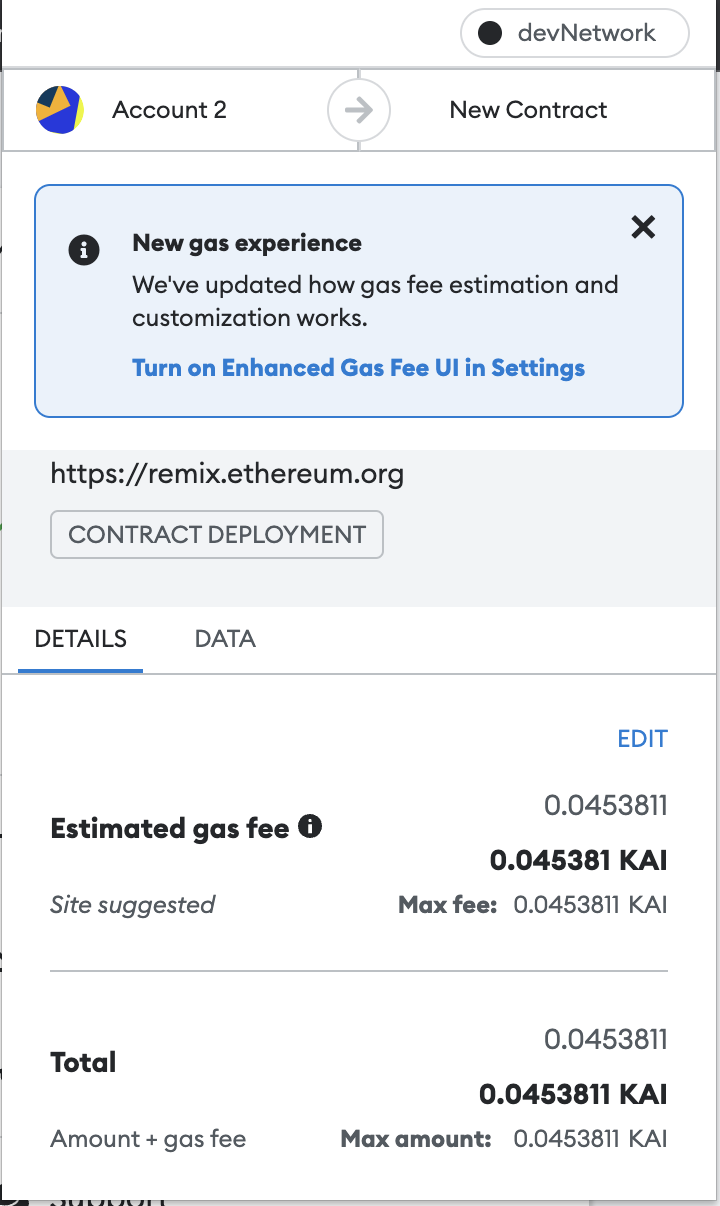 devNetwork
Account 2
New Contract
New gas experience
We've updated how gas fee estimation and
customization works.
Turn on Enhanced Gas Fee UI in Settings
https://remix.ethereum.org
CONTRACT DEPLOYMENT
DETAILS
DATA
EDIT
0.0453811
Estimated gas fee
0.045381 KAI
Site suggested
Max fee: 0.0453811 KAI
0.0453811
Total
0.0453811 KAI
Amount + gas fee
Max amount: 0.0453811 KAI